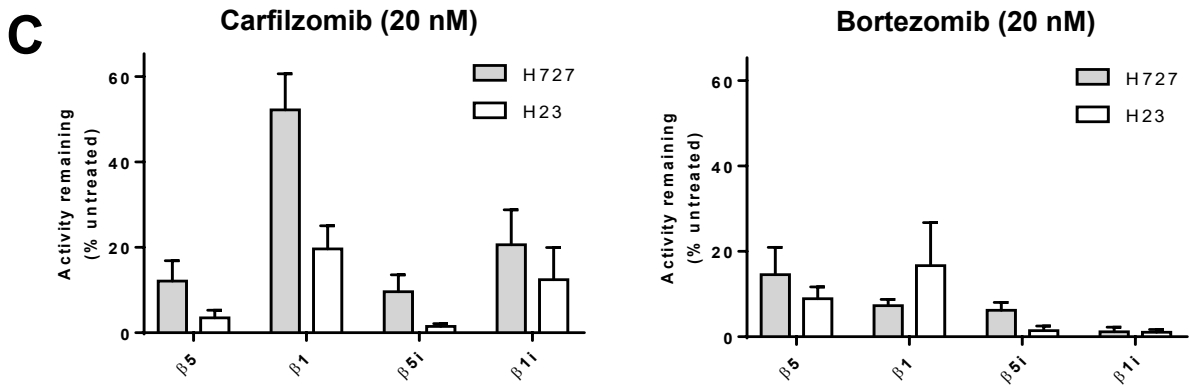 C
Carfilzomib (20 nM)
Activity remaining
(% untreated)
60
40
20
0
H727
H23
β5
β1
β5i
β1i
Bortezomib (20 nM)
Activity remaining
(% untreated)
60
40
20
0
H727
H23
β5
β1
β5i
β1i